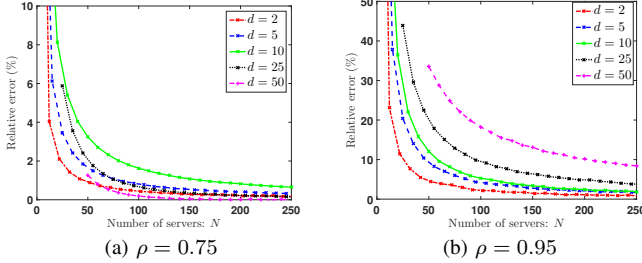 10
8
6
4
2
0
Relative error (%)
0 50 100 150 200 250
Number of servers: N
d = 2
d = 5
d = 10
d = 25
d = 50
(a) ρ = 0.75
50
40
30
20
10
0
Relative error (%)
0 50 100 150 200 250
Number of servers: N
d = 2
d = 5
d = 10
d = 25
d = 50
(b) ρ = 0.95